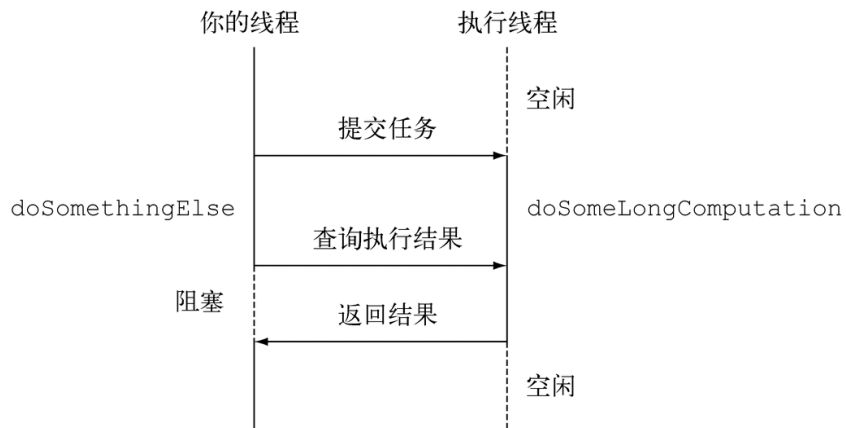 你的线程
执行线程
空闲
提交任务
doSomethingElse
doSomeLongComputation
查询执行结果
阻塞
返回结果
空闲